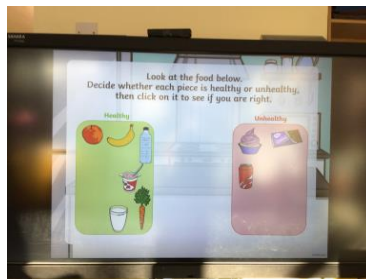 Look at the food below.
Decide whether each piece is healthy or unhealthy,
then click on it to see if you are right.
Healthy
Unhealthy